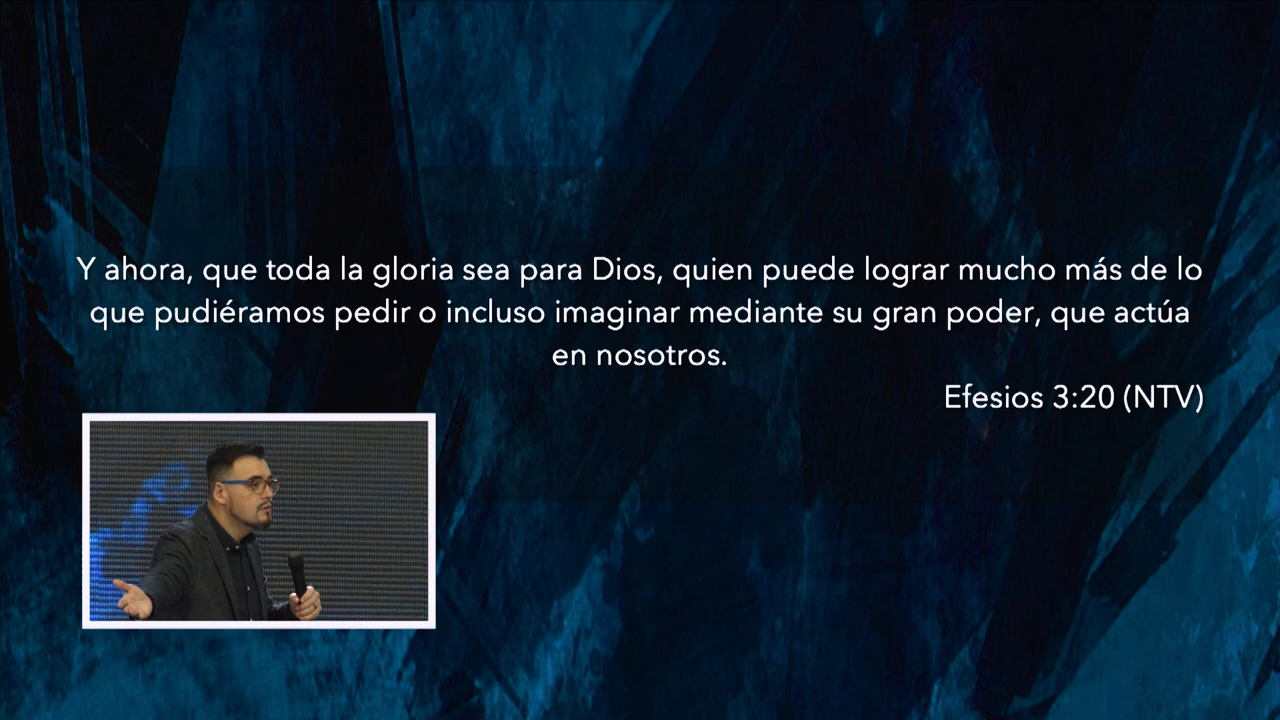 Y ahora, que toda la gloria sea para Dios, quien puede lograr mucho más de lo
que pudiéramos pedir o incluso imaginar mediante su gran poder, que actúa
en nosotros.
Efesios 3:20 (NTV)